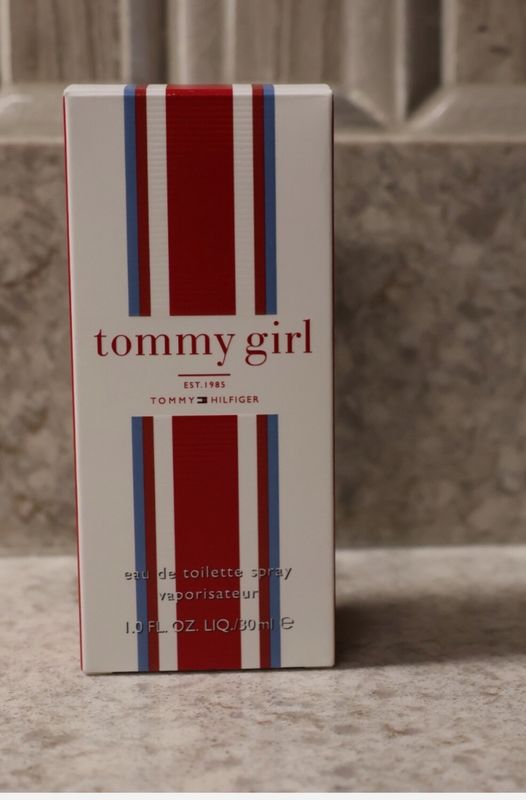 tommy girl
EST.1985
TOMMY HILFIGER
eau de toilette spray
vaporisateur
1.0 FL. OZ. LIQ./30ml ℮